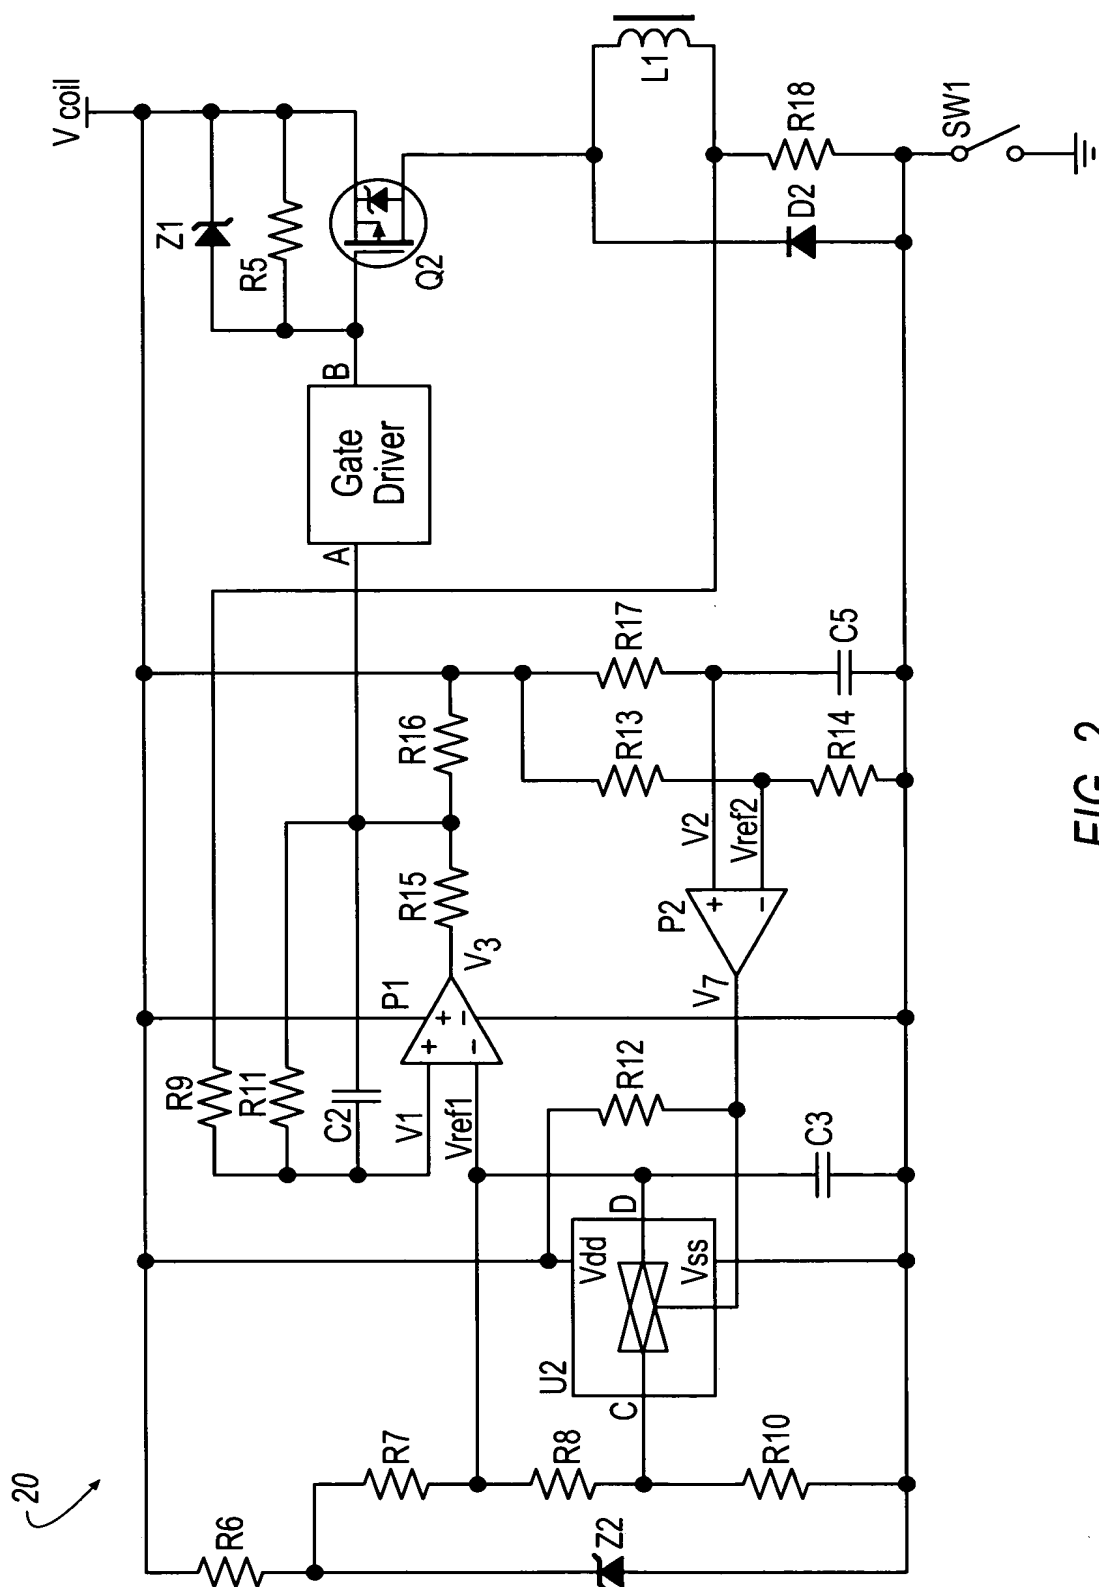 20
V coil
Z1
R5
Q2
L1
R18
SW1
D2
B
Gate
Driver
A
R9
R11
C2
V1
Vref1
P1
+
−
+
−
V3
R15
R16
R17
C5
R13
R14
V2
Vref2
P2
+
−
V7
R12
C3
D
Vdd
Vss
U2
C
R7
R8
R10
R6
Z2
FIG. 2